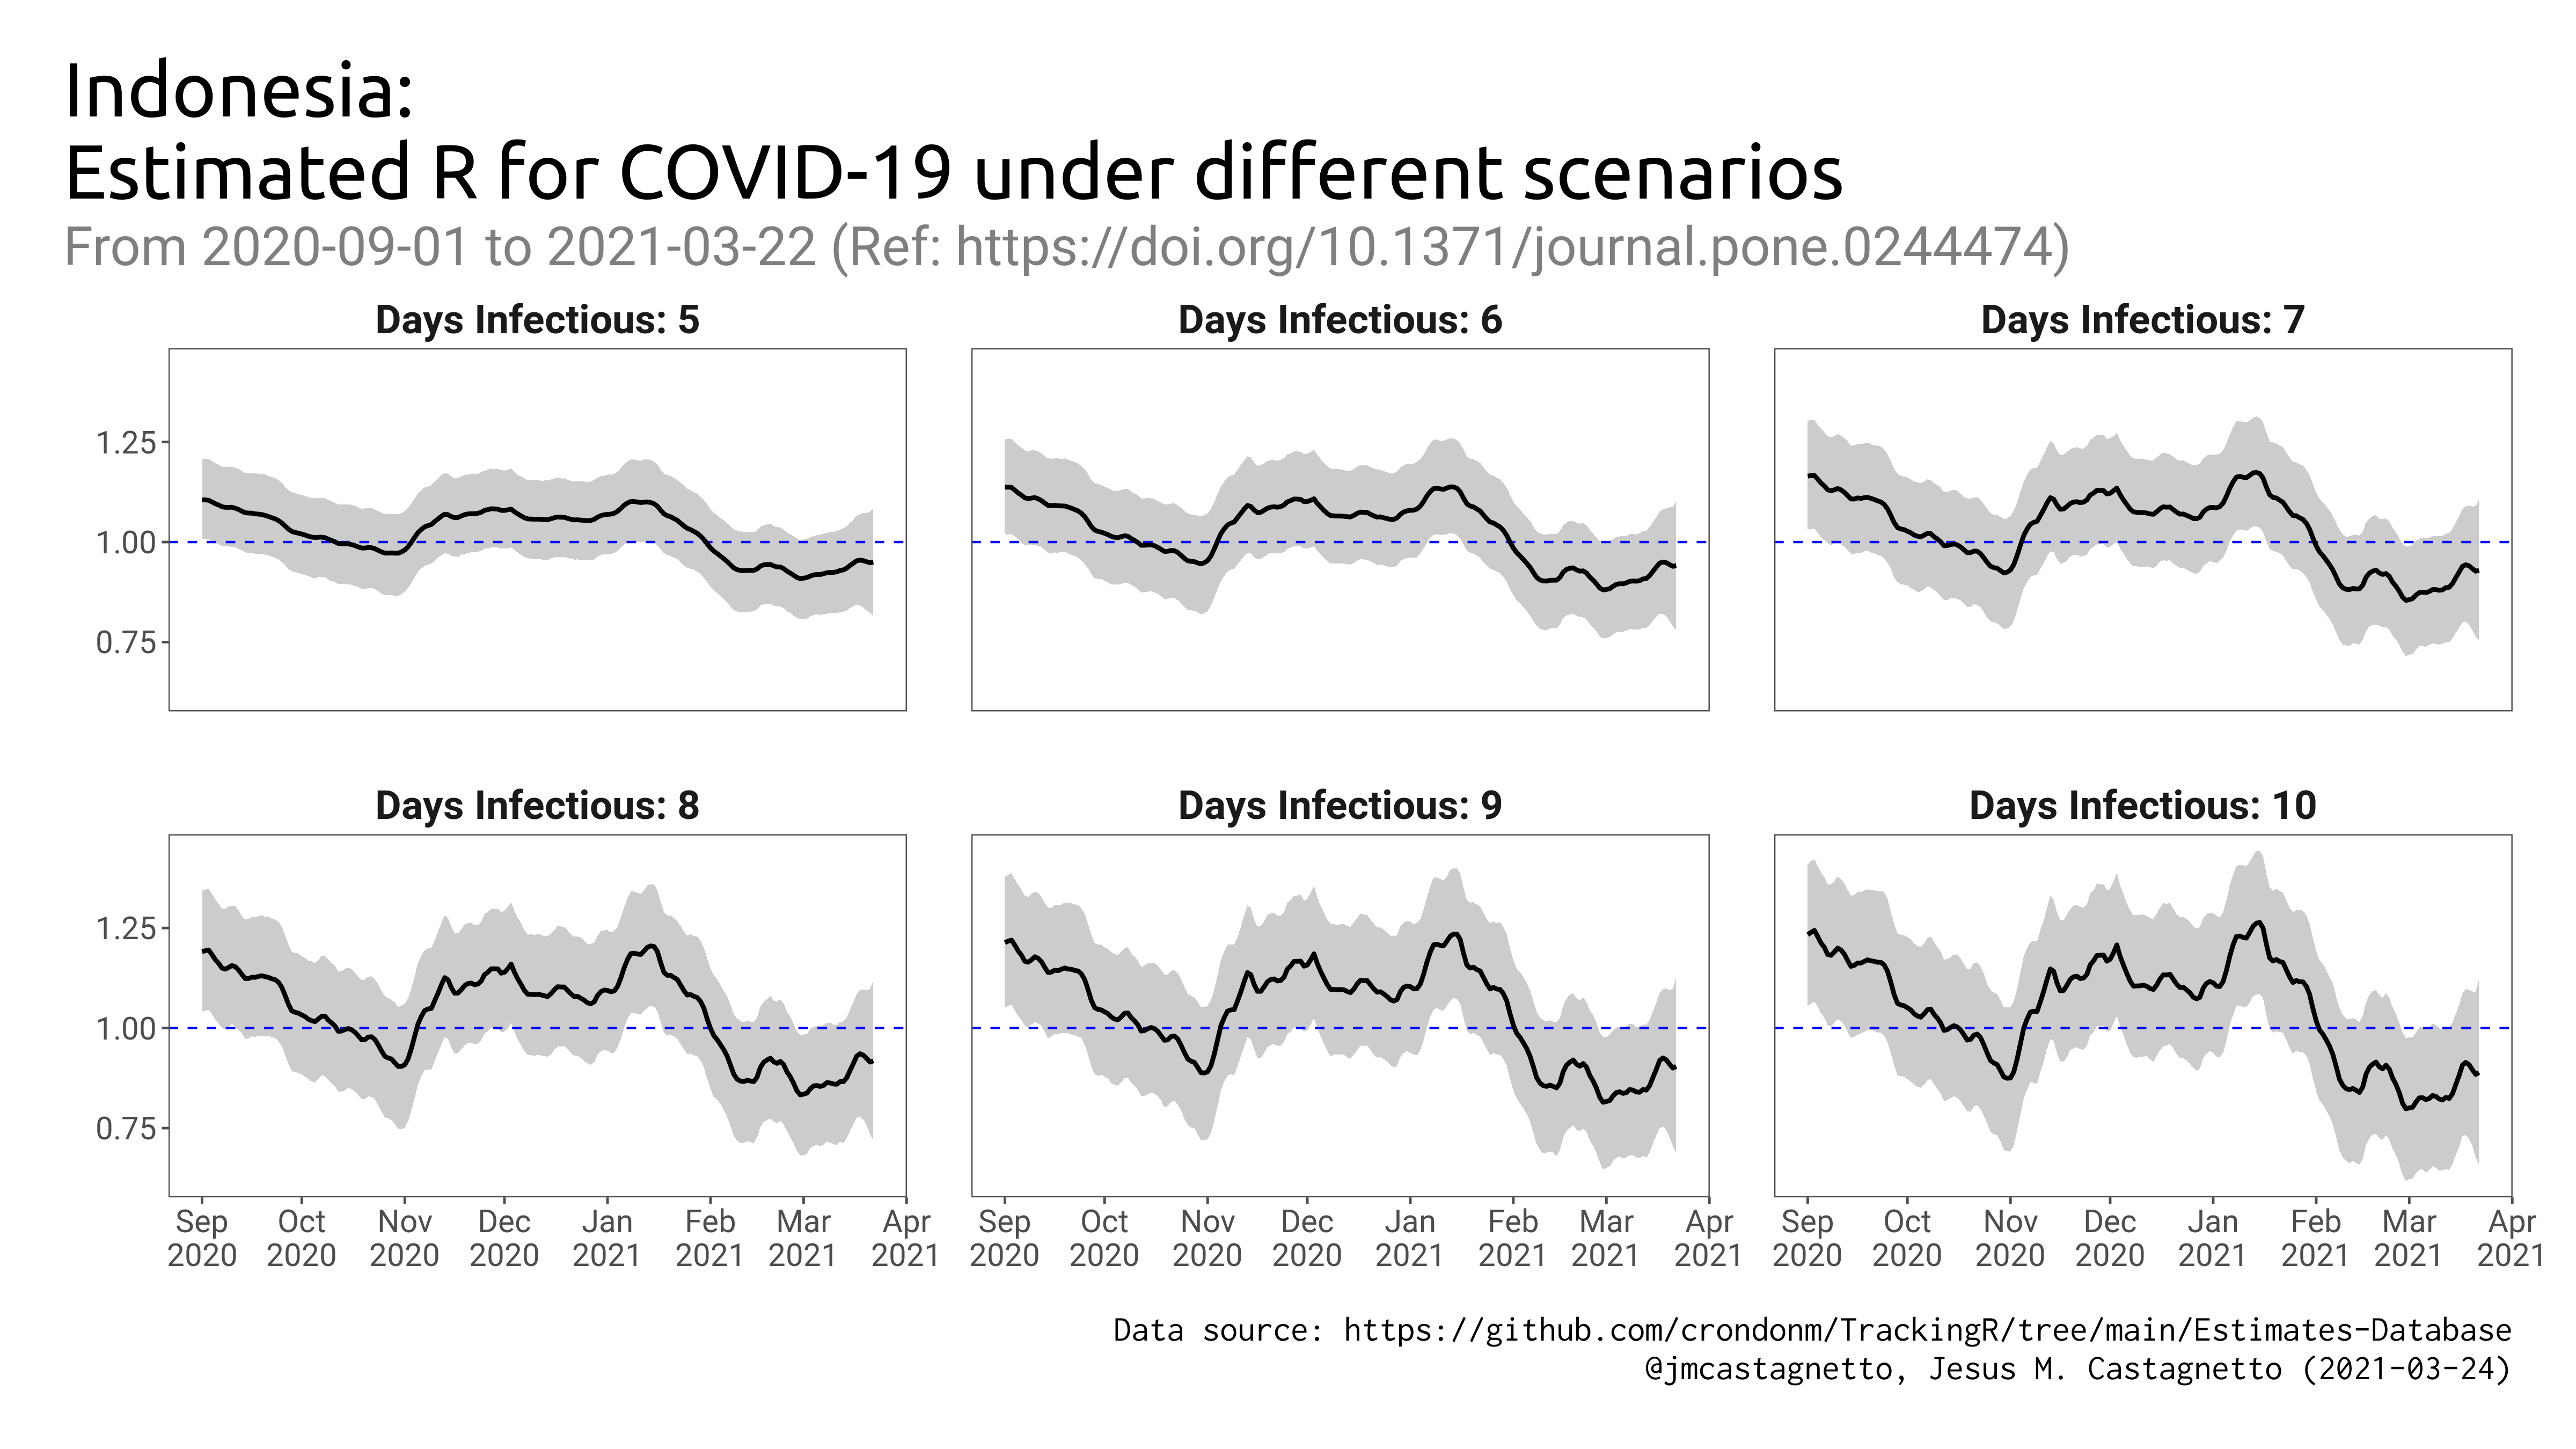 Indonesia:
Estimated R for COVID-19 under different scenarios
From 2020-09-01 to 2021-03-22 (Ref: https://doi.org/10.1371/journal.pone.0244474)
Days Infectious: 5
Days Infectious: 6
Days Infectious: 7
1.25
1.00
0.75
Days Infectious: 8
Days Infectious: 9
Days Infectious: 10
1.25
1.00
0.75
Sep Oct Nov Dec Jan Feb Mar Apr
2020 2020 2020 2020 2021 2021 2021 2021
Sep Oct Nov Dec Jan Feb Mar Apr
2020 2020 2020 2020 2021 2021 2021 2021
Sep Oct Nov Dec Jan Feb Mar Apr
2020 2020 2020 2020 2021 2021 2021 2021
Data source: https://github.com/crondonm/TrackingR/tree/main/Estimates-Database
@jmcastagnetto, Jesus M. Castagnetto (2021-03-24)